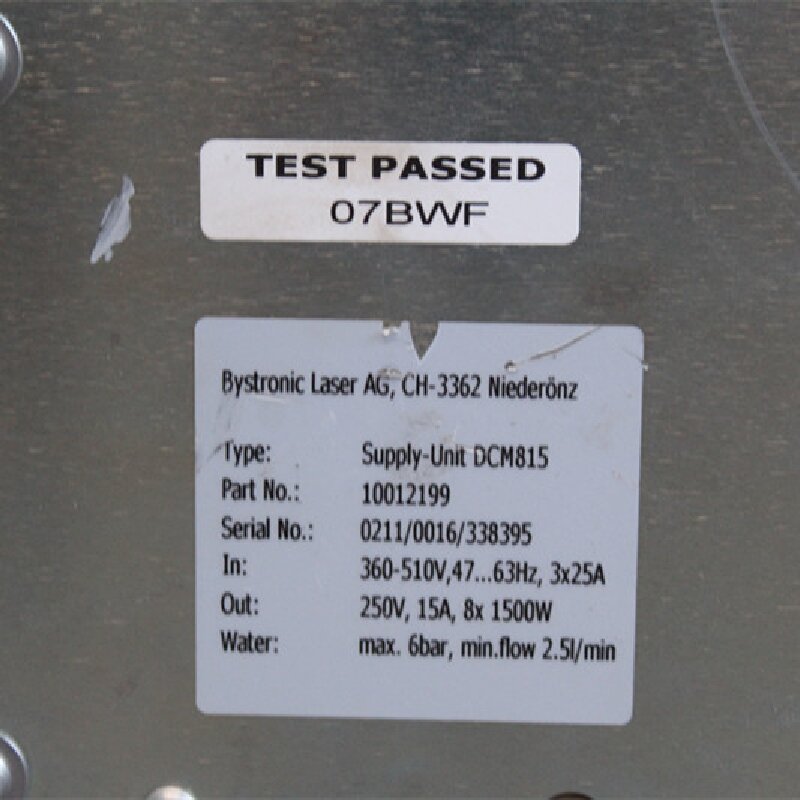 TEST PASSED
07BWF
Bystronic Laser AG, CH-3362 Niederönz
Type: Supply-Unit DCM815
Part No.: 10012199
Serial No.: 0211/0016/338395
In: 360-510V,47...63Hz, 3x25A
Out: 250V, 15A, 8x 1500W
Water: max. 6bar, min.flow 2.5l/min